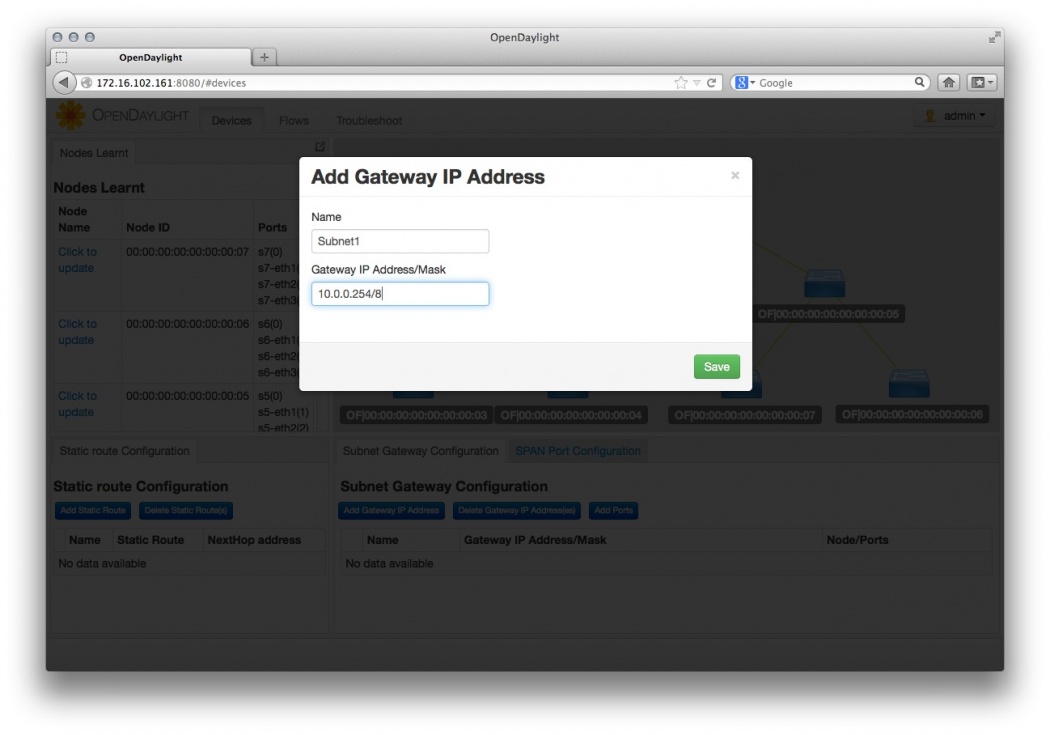 OpenDaylight
OpenDaylight
172.16.102.161:8080/#devices
Google
OPENDAYLIGHT
Devices
Flows
Troubleshoot
admin
Nodes Learnt
Nodes Learnt
Node Name Node ID Ports
Click to update 00:00:00:00:00:00:00:07 s7(0)
s7-eth1
s7-eth2
s7-eth3
Click to update 00:00:00:00:00:00:00:06 s6(0)
s6-eth1
s6-eth2
s6-eth3
Click to update 00:00:00:00:00:00:00:05 s5(0)
s5-eth1(1)
s5-eth2(2)
Add Gateway IP Address
×
Name
Subnet1
Gateway IP Address/Mask
10.0.0.254/8
Save
OF|00:00:00:00:00:00:00:05
OF|00:00:00:00:00:00:00:03
OF|00:00:00:00:00:00:00:04
OF|00:00:00:00:00:00:00:07
OF|00:00:00:00:00:00:00:06
Static route Configuration
Static route Configuration
Add Static Route Delete Static Route(s)
Name Static Route NextHop address
No data available
Subnet Gateway Configuration SPAN Port Configuration
Subnet Gateway Configuration
Add Gateway IP Address Delete Gateway IP Address(es) Add Ports
Name Gateway IP Address/Mask Node/Ports
No data available